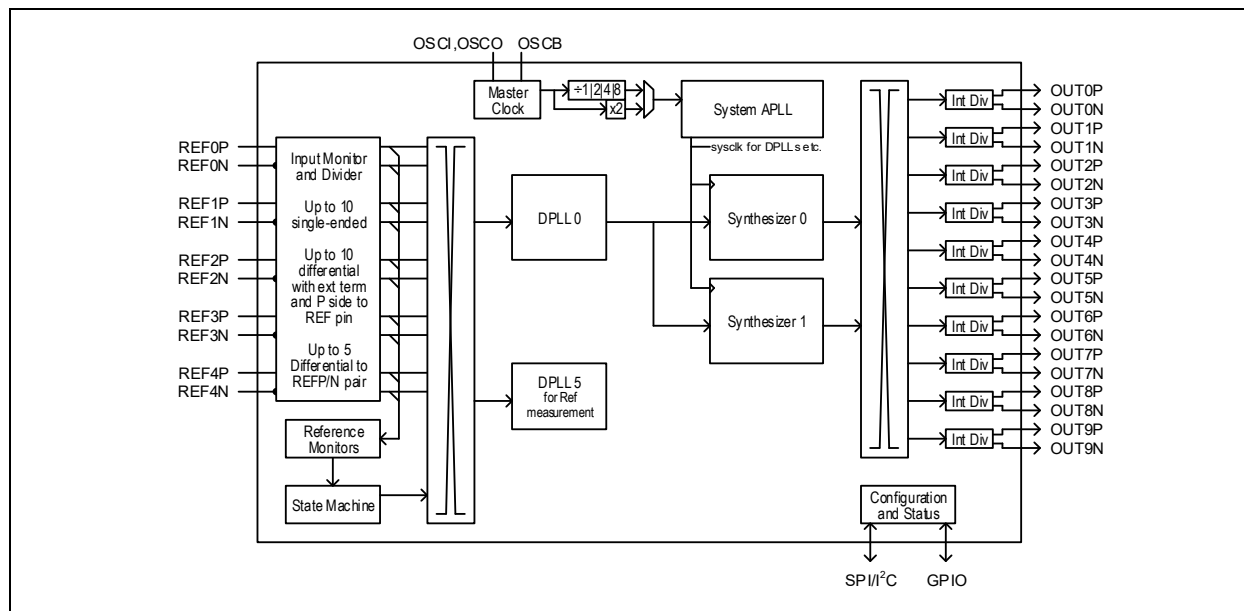 OSCI,OSCO OSCB
Master
Clock
÷1|2|4|8
x2
System APLL
sysclk for DPLLs etc.
REF0P
REF0N
REF1P
REF1N
REF2P
REF2N
REF3P
REF3N
REF4P
REF4N
Input Monitor
and Divider
Up to 10
single-ended
Up to 10
differential
with ext term
and P side to
REF pin
Up to 5
Differential to
REFP/N pair
Reference
Monitors
State Machine
DPLL 0
DPLL 5
for Ref
measurement
Synthesizer 0
Synthesizer 1
Int Div
Int Div
Int Div
Int Div
Int Div
Int Div
Int Div
Int Div
Int Div
Int Div
OUT0P
OUT0N
OUT1P
OUT1N
OUT2P
OUT2N
OUT3P
OUT3N
OUT4P
OUT4N
OUT5P
OUT5N
OUT6P
OUT6N
OUT7P
OUT7N
OUT8P
OUT8N
OUT9P
OUT9N
Configuration
and Status
SPI/I²C GPIO